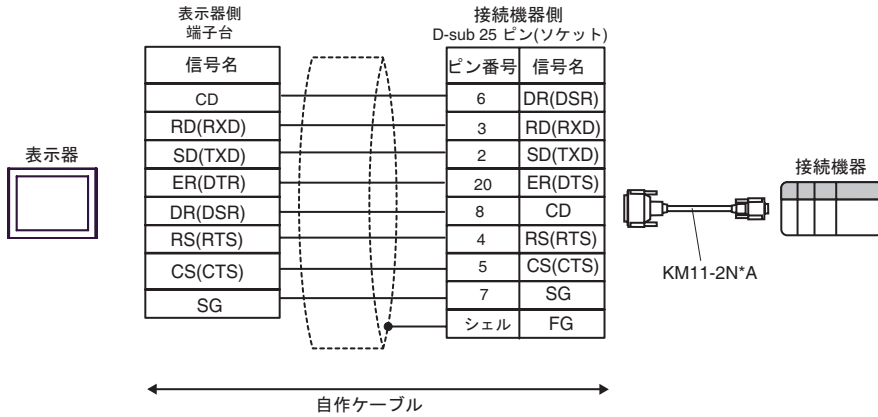 表示器側
端子台
接続機器側
D-sub 25 ピン(ソケット)
信号名
ピン番号 信号名
CD 6 DR(DSR)
RD(RXD) 3 RD(RXD)
SD(TXD) 2 SD(TXD)
ER(DTR) 20 ER(DTS)
DR(DSR) 8 CD
RS(RTS) 4 RS(RTS)
CS(CTS) 5 CS(CTS)
SG 7 SG
シェル FG
表示器
接続機器
KM11-2N*A
自作ケーブル